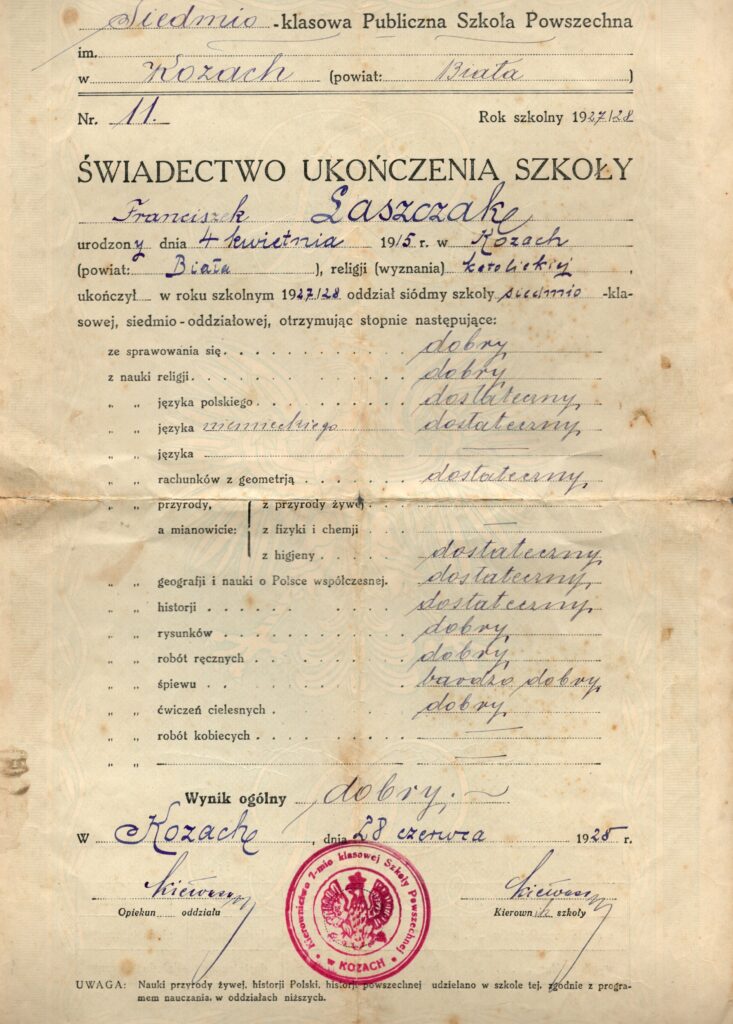 Siedmio -klasowa Publiczna Szkoła Powszechna
im.
w Kozach (powiat: Biała )
Nr. 11. Rok szkolny 1927/28
ŚWIADECTWO UKOŃCZENIA SZKOŁY
Franciszek Laszczak
urodzony dnia 4 kwietnia 1915 r. w Kozach
(powiat: Biała ), religji (wyznania) katolickiej ,
ukończył w roku szkolnym 1927/28 oddział siódmy szkoły siedmio -kla-
sowej, siedmio-oddziałowej, otrzymując stopnie następujące:
ze sprawowania się dobry
z nauki religji dobry
„ „ języka polskiego dostateczny
„ „ języka niemieckiego dostateczny
„ „ języka —
„ „ rachunków z geometrją dostateczny
„ „ przyrody, z przyrody żywej
a mianowicie: z fizyki i chemji —
z higjeny dostateczny
„ „ geografji i nauki o Polsce współczesnej. dostateczny
„ „ historji dostateczny
„ „ rysunków dobry
„ „ robót ręcznych dobry
„ „ śpiewu bardzo dobry
„ „ ćwiczeń cielesnych dobry
„ „ robót kobiecych —
„ „ —
Wynik ogólny dobry.
W Kozach , dnia 28 czerwca 1928 r.
Opiekun oddziału Kierownik szkoły
Kierownictwo 7-mio klasowej Szkoły Powszechnej
w KOZACH
UWAGA: Nauki przyrody żywej, historji Polski, historji powszechnej udzielano w szkole tej, zgodnie z progra-
mem nauczania, w oddziałach niższych.